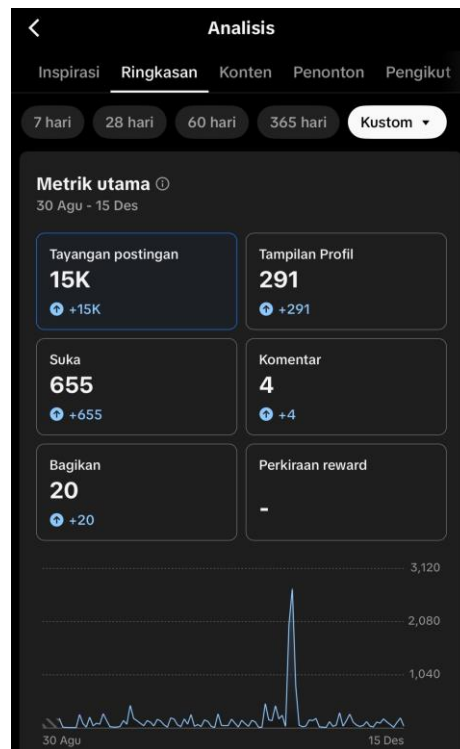 Analisis
Inspirasi Ringkasan Konten Penonton Pengikut
7 hari 28 hari 60 hari 365 hari Kustom
Metrik utama
30 Agu - 15 Des
Tayangan postingan
15K
+15K
Tampilan Profil
291
+291
Suka
655
+655
Komentar
4
+4
Bagikan
20
+20
Perkiraan reward
-
3,120
2,080
1,040
30 Agu 15 Des